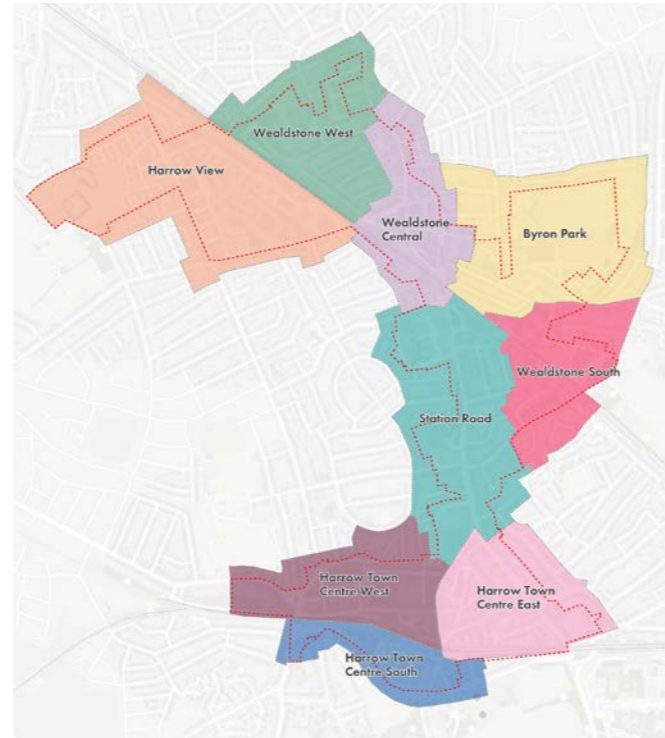 Wealdstone West
Harrow View
Wealdstone
Central
Byron Park
Wealdstone South
Station Road
Harrow Town
Centre West
Harrow Town
Centre East
Harrow Town
Centre South